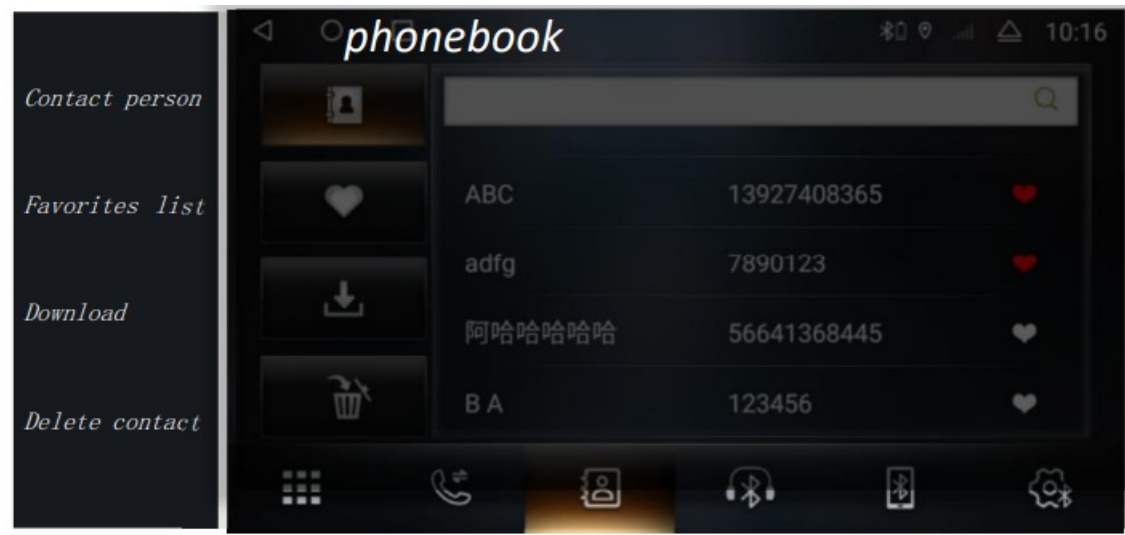 phonebook
10:16
Contact person
Favorites list
Download
Delete contact
ABC 13927408365
adfg 7890123
阿哈哈哈哈哈 56641368445
B A 123456